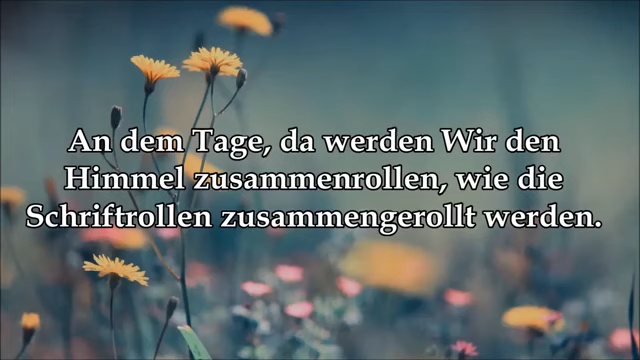 An dem Tage, da werden Wir den
Himmel zusammenrollen, wie die
Schriftrollen zusammengerollt werden.